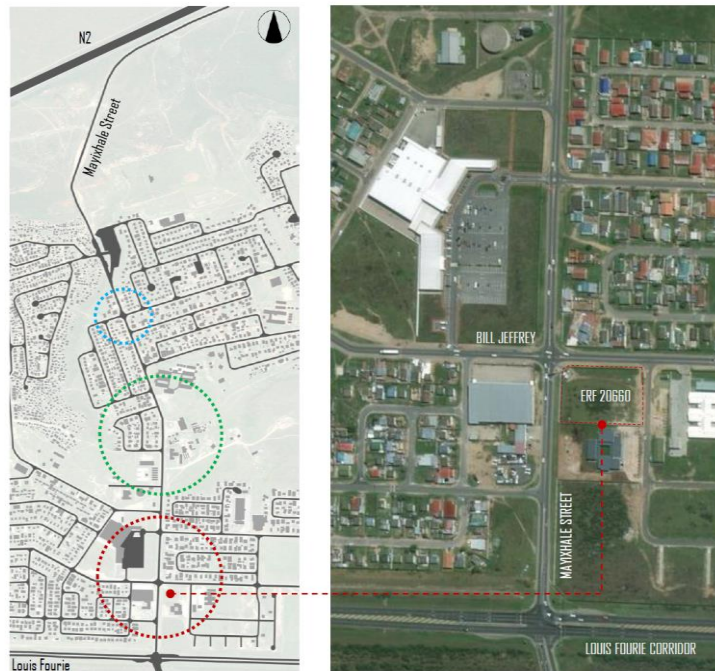 N2
Mayixhale Street
Louis Fourie
BILL JEFFREY
ERF 20660
MAYIXHALE STREET
LOUIS FOURIE CORRIDOR